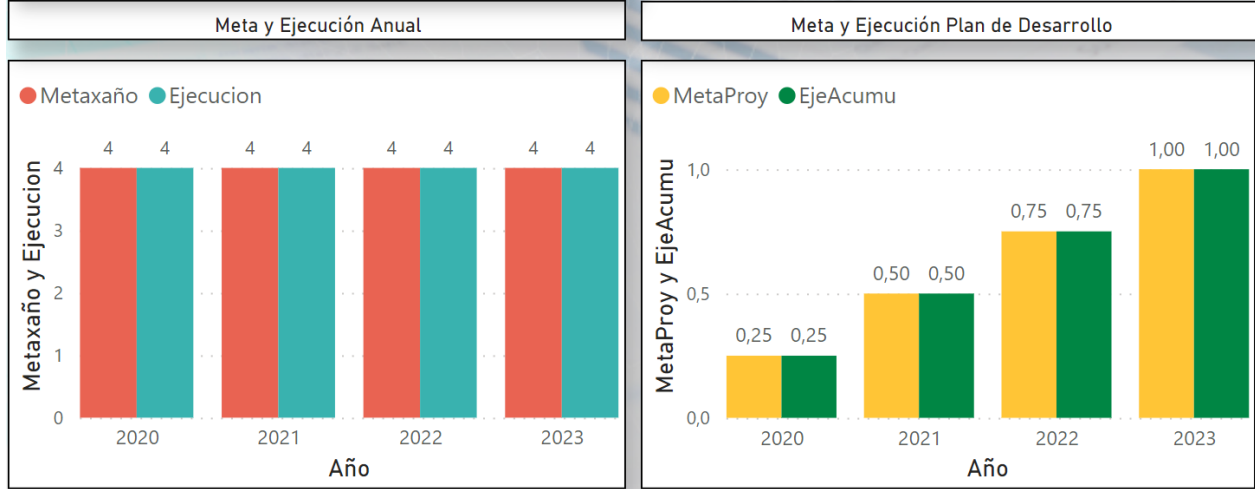 Meta y Ejecución Anual
Metaxaño Ejecucion
Metaxaño y Ejecucion
4 4 4 4 4 4 4 4
4
3
2
1
0
2020 2021 2022 2023
Año
Meta y Ejecución Plan de Desarrollo
MetaProy EjeAcumu
MetaProy y EjeAcumu
1,00 1,00
1,0
0,75 0,75
0,50 0,50
0,5
0,25 0,25
0,0
2020 2021 2022 2023
Año